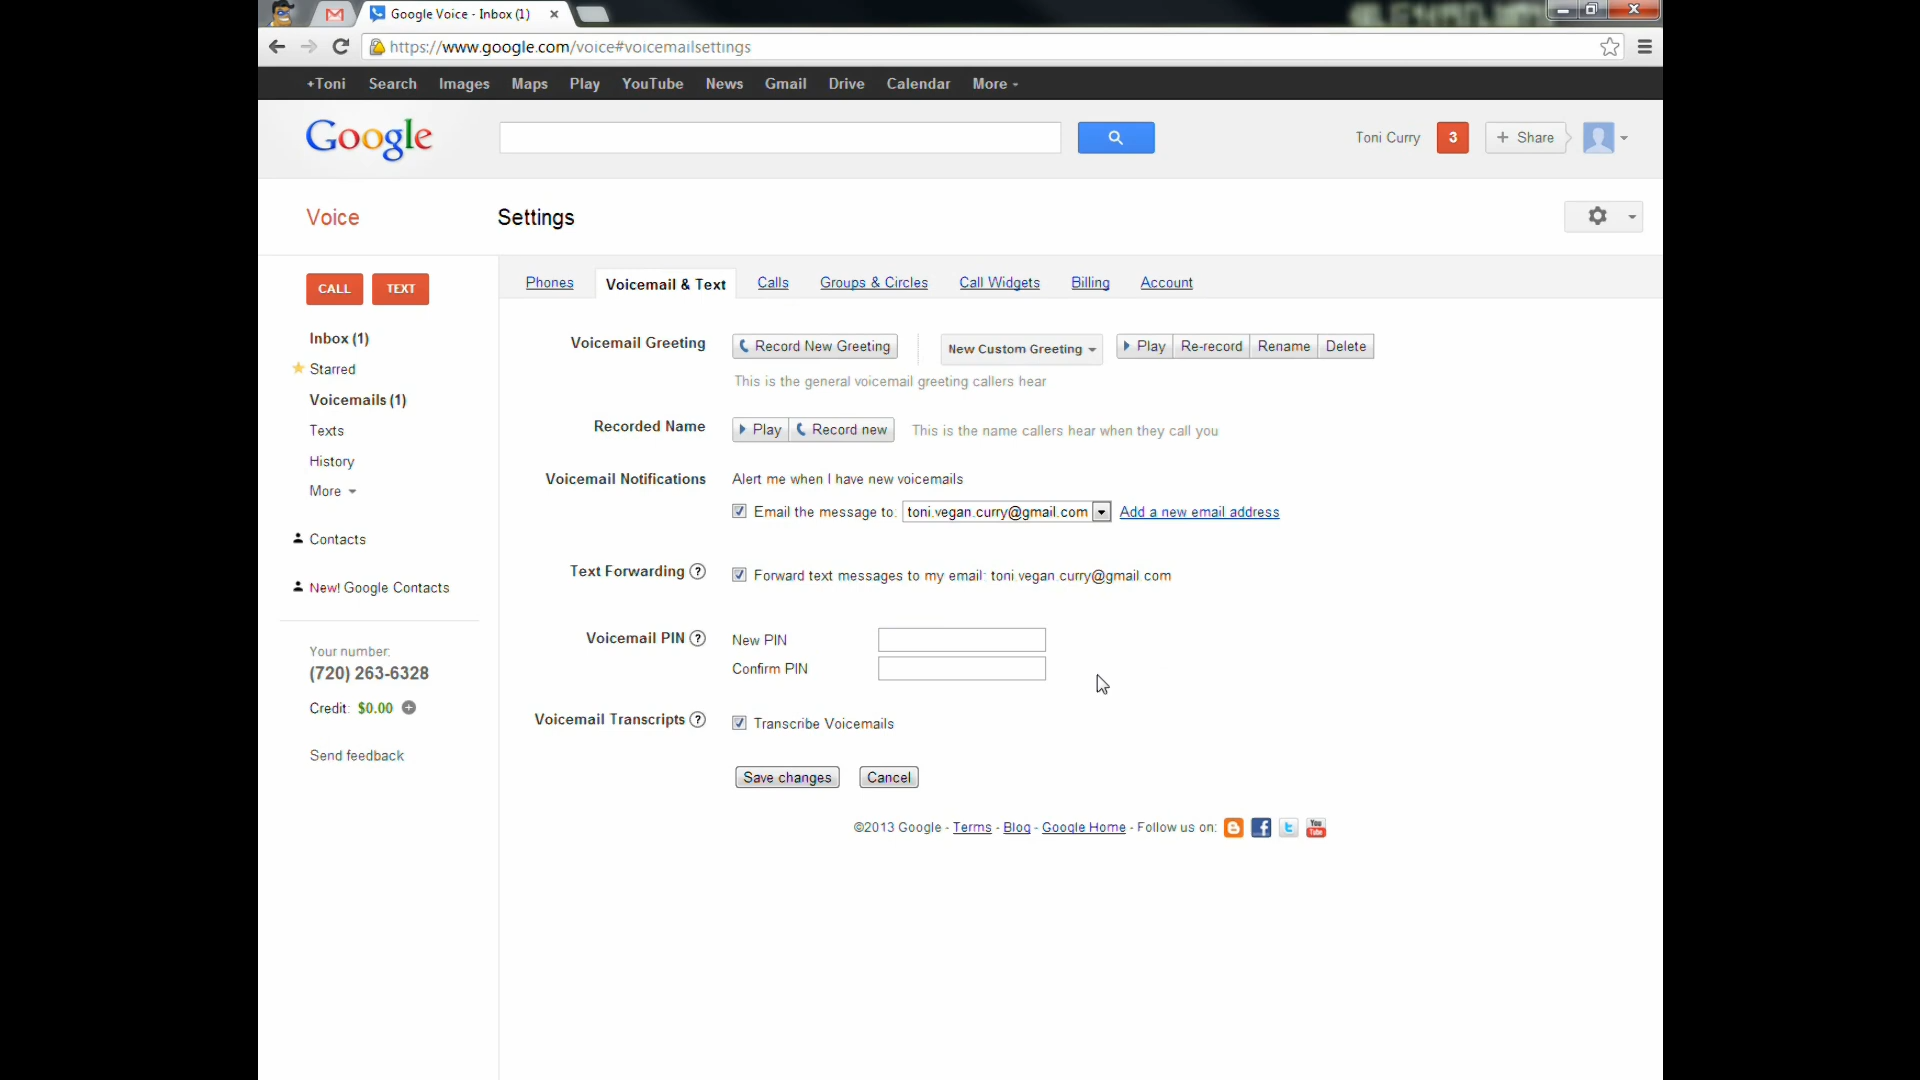 Google Voice - Inbox (1)
https://www.google.com/voice#voicemailsettings
+Toni Search Images Maps Play YouTube News Gmail Drive Calendar More
Google
Toni Curry 3 + Share
Voice Settings
Phones Voicemail & Text Calls Groups & Circles Call Widgets Billing Account
CALL TEXT
Inbox (1)
Starred
Voicemails (1)
Texts
History
More
Contacts
New! Google Contacts
Your number:
(720) 263-6328
Credit: $0.00
Send feedback
Voicemail Greeting Record New Greeting New Custom Greeting Play Re-record Rename Delete
This is the general voicemail greeting callers hear
Recorded Name Play Record new This is the name callers hear when they call you
Voicemail Notifications Alert me when I have new voicemails
Email the message to: toni.vegan.curry@gmail.com Add a new email address
Text Forwarding ? Forward text messages to my email: toni.vegan.curry@gmail.com
Voicemail PIN ? New PIN
Confirm PIN
Voicemail Transcripts ? Transcribe Voicemails
Save changes Cancel
©2013 Google - Terms - Blog - Google Home - Follow us on: You Tube